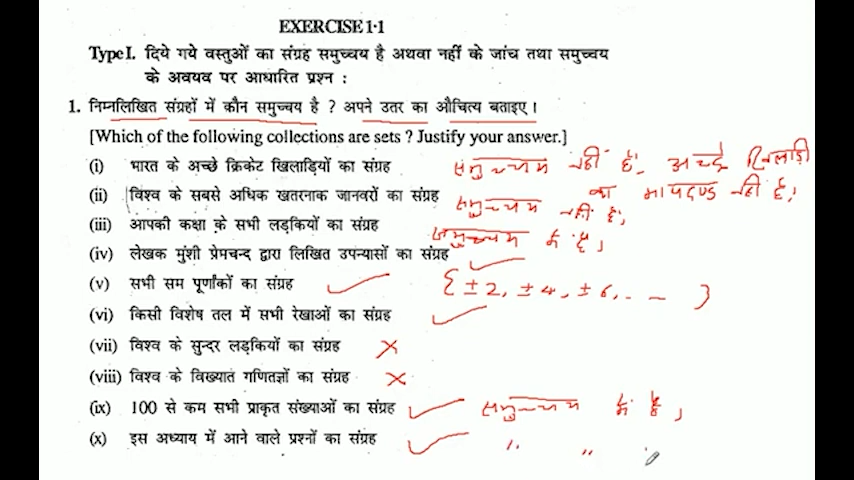 EXERCISE 1·1
Type I. दिये गये वस्तुओं का संग्रह समुच्चय है अथवा नहीं के जांच तथा समुच्चय
के अवयव पर आधारित प्रश्न :
1. निम्नलिखित संग्रहों में कौन समुच्चय है ? अपने उतर का औचित्य बताइए।
[Which of the following collections are sets ? Justify your answer.]
(i) भारत के अच्छे क्रिकेट खिलाड़ियों का संग्रह समुच्चय नहीं है, अच्छे खिलाड़ी
का मापदण्ड नहीं है।
(ii) विश्व के सबसे अधिक खतरनाक जानवरों का संग्रह समुच्चय नहीं है,
(iii) आपकी कक्षा के सभी लड़कियों का संग्रह समुच्चय में है,
(iv) लेखक मुंशी प्रेमचन्द द्वारा लिखित उपन्यासों का संग्रह
(v) सभी सम पूर्णांकों का संग्रह { ±2, ±4, ±6, . . – }
(vi) किसी विशेष तल में सभी रेखाओं का संग्रह
(vii) विश्व के सुन्दर लड़कियों का संग्रह
(viii) विश्व के विख्यात गणितज्ञों का संग्रह
(ix) 100 से कम सभी प्राकृत संख्याओं का संग्रह समुच्चय में है,
(x) इस अध्याय में आने वाले प्रश्नों का संग्रह " "